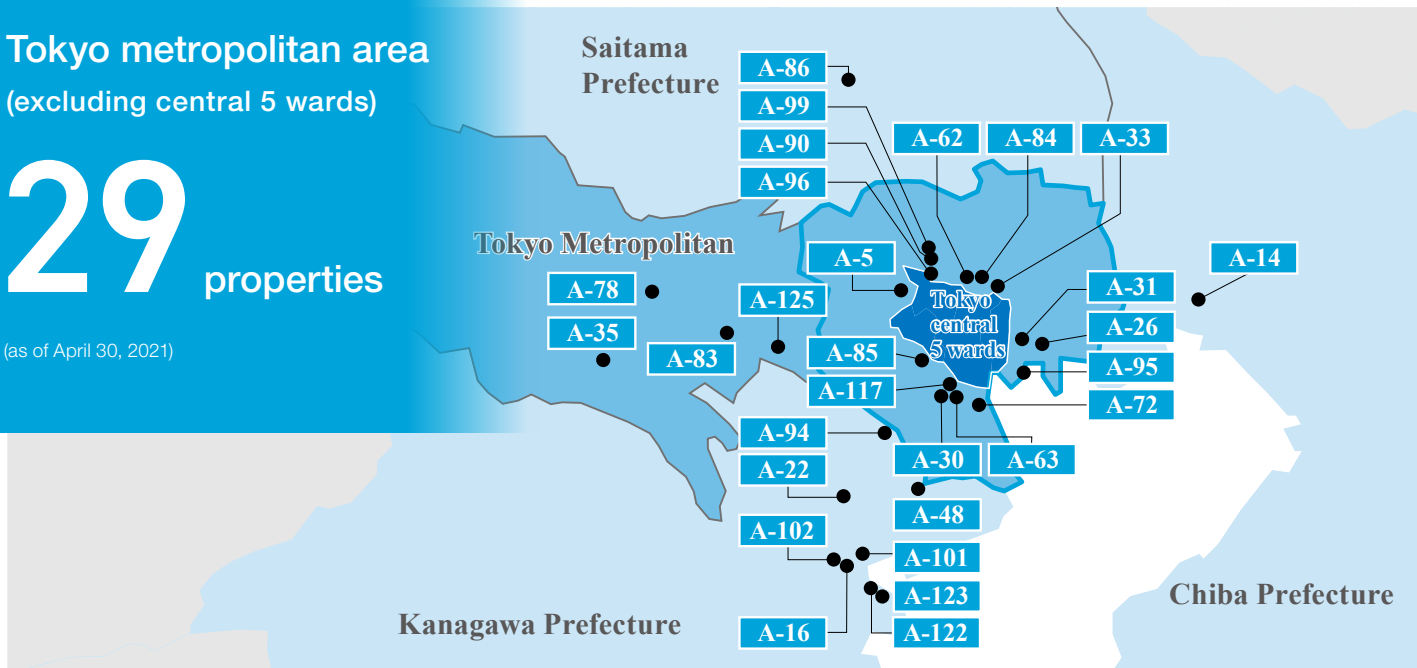 Tokyo metropolitan area
(excluding central 5 wards)
29
properties
(as of April 30, 2021)
Saitama
Prefecture
A-86
A-99
A-90
A-96
A-62
A-84
A-33
Tokyo Metropolitan
A-5
A-14
A-78
A-125
A-31
Tokyo
central
5 wards
A-26
A-35
A-83
A-85
A-95
A-117
A-72
A-94
A-30
A-63
A-22
A-48
A-102
A-101
A-123
A-16
A-122
Kanagawa Prefecture
Chiba Prefecture